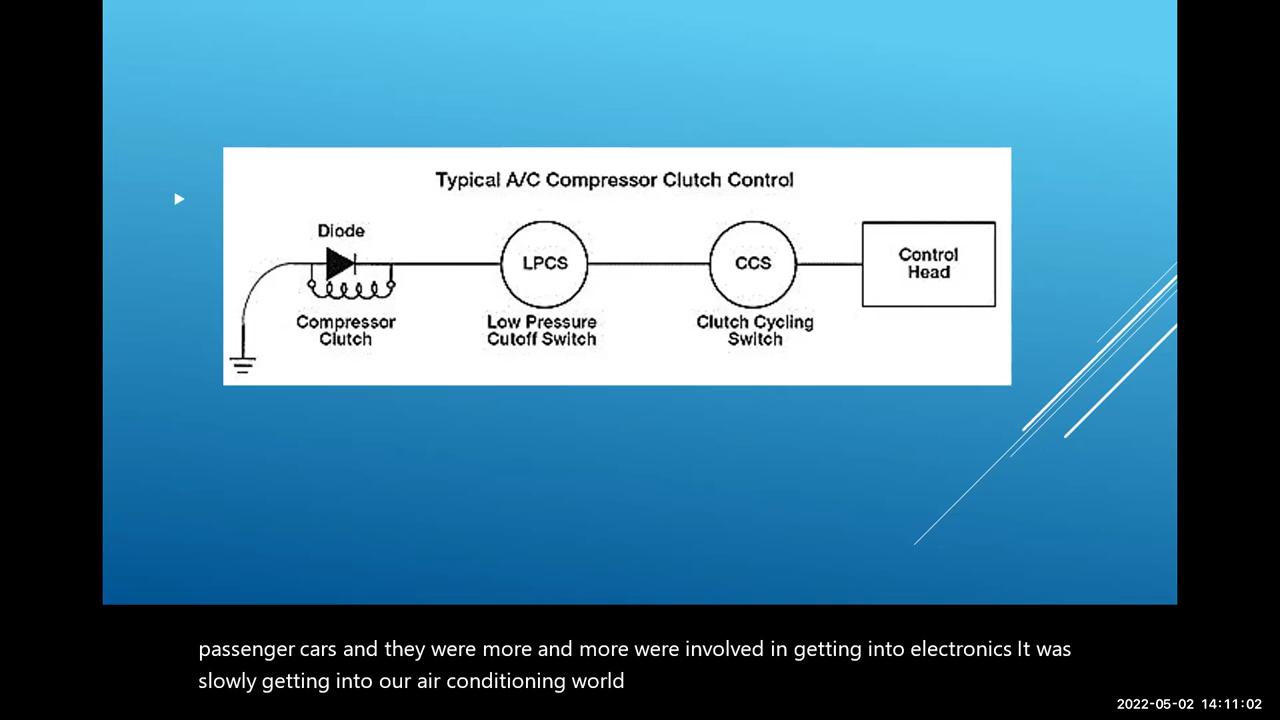 Typical A/C Compressor Clutch Control
Diode
LPCS
CCS
Control
Head
Compressor
Clutch
Low Pressure
Cutoff Switch
Clutch Cycling
Switch
passenger cars and they were more and more were involved in getting into electronics It was
slowly getting into our air conditioning world
2022-05-02 14:11:02